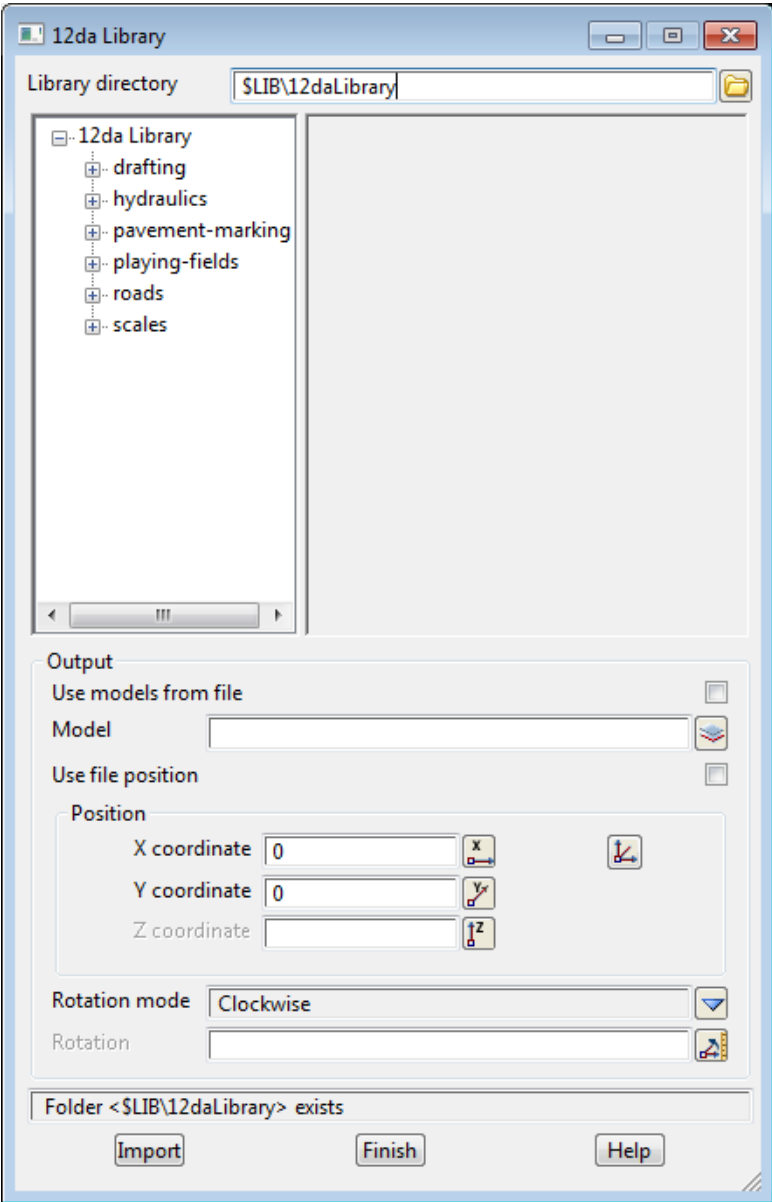 12da Library
Library directory $LIB\12daLibrary
12da Library
drafting
hydraulics
pavement-marking
playing-fields
roads
scales
Output
Use models from file
Model
Use file position
Position
X coordinate 0 X
Y coordinate 0 Y
Z coordinate Z
Rotation mode Clockwise
Rotation
Folder <$LIB\12daLibrary> exists
Import Finish Help